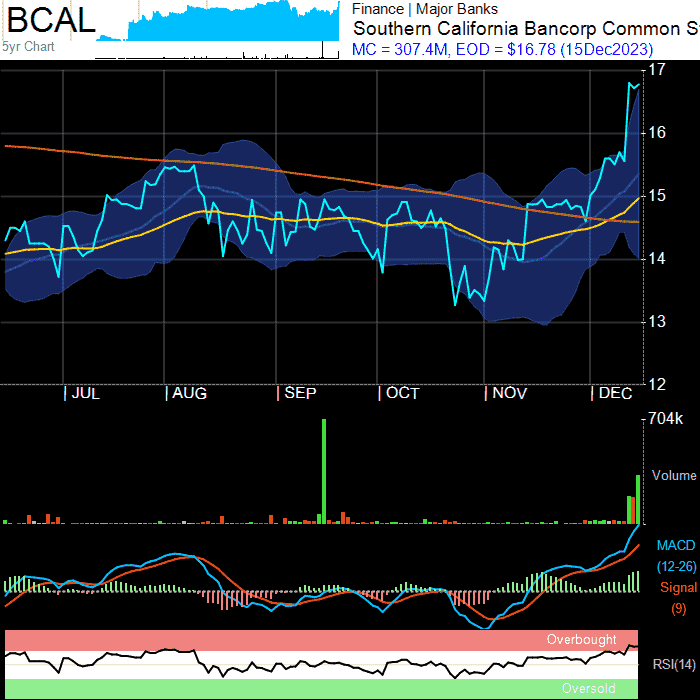 BCAL
5yr Chart
Finance | Major Banks
Southern California Bancorp Common S
MC = 307.4M, EOD = $16.78 (15Dec2023)
17
16
15
14
13
12
JUL AUG SEP OCT NOV DEC
704k
Volume
MACD
(12-26)
Signal
(9)
Overbought
RSI(14)
Oversold